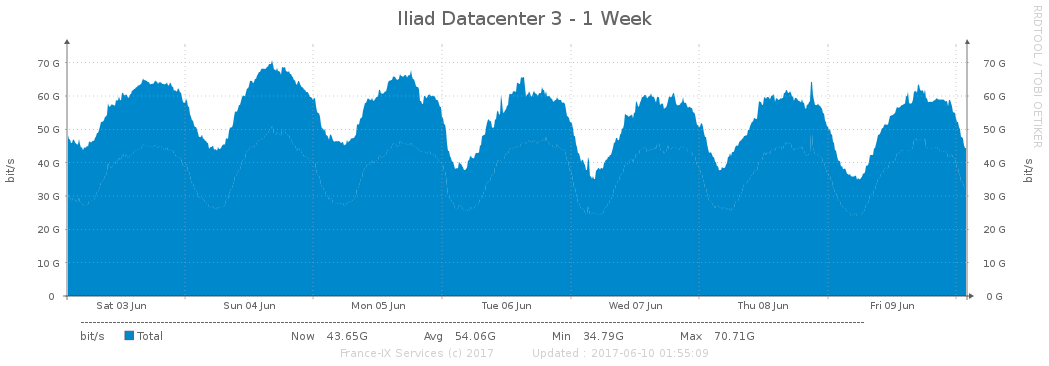 Iliad Datacenter 3 - 1 Week
RRDTOOL / TOBI OETIKER
bit/s
bit/s
70 G 70 G
60 G 60 G
50 G 50 G
40 G 40 G
30 G 30 G
20 G 20 G
10 G 10 G
0 0 G
Sat 03 Jun Sun 04 Jun Mon 05 Jun Tue 06 Jun Wed 07 Jun Thu 08 Jun Fri 09 Jun
bit/s Total Now 43.65G Avg 54.06G Min 34.79G Max 70.71G
France-IX Services (c) 2017 Updated : 2017-06-10 01:55:09